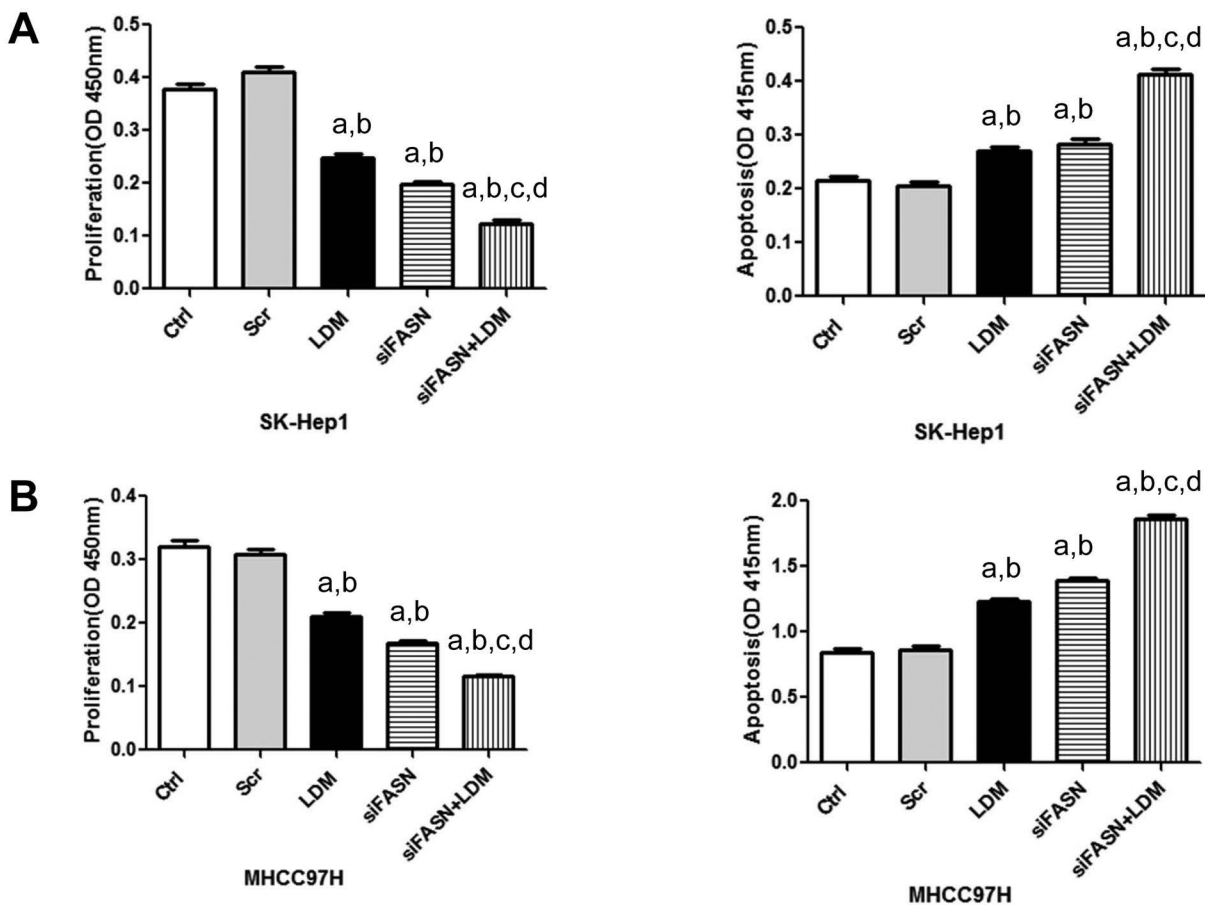 A
Proliferation(OD 450nm)
0.5
0.4
0.3
0.2
0.1
0.0
a,b
a,b
a,b,c,d
Ctrl
Scr
LDM
siFASN
siFASN+LDM
SK-Hep1
Apoptosis(OD 415nm)
0.5
0.4
0.3
0.2
0.1
0.0
a,b
a,b
a,b,c,d
Ctrl
Scr
LDM
siFASN
siFASN+LDM
SK-Hep1
B
Proliferation(OD 450nm)
0.4
0.3
0.2
0.1
0.0
a,b
a,b
a,b,c,d
Ctrl
Scr
LDM
siFASN
siFASN+LDM
MHCC97H
Apoptosis(OD 415nm)
2.0
1.5
1.0
0.5
0.0
a,b
a,b
a,b,c,d
Ctrl
Scr
LDM
siFASN
siFASN+LDM
MHCC97H